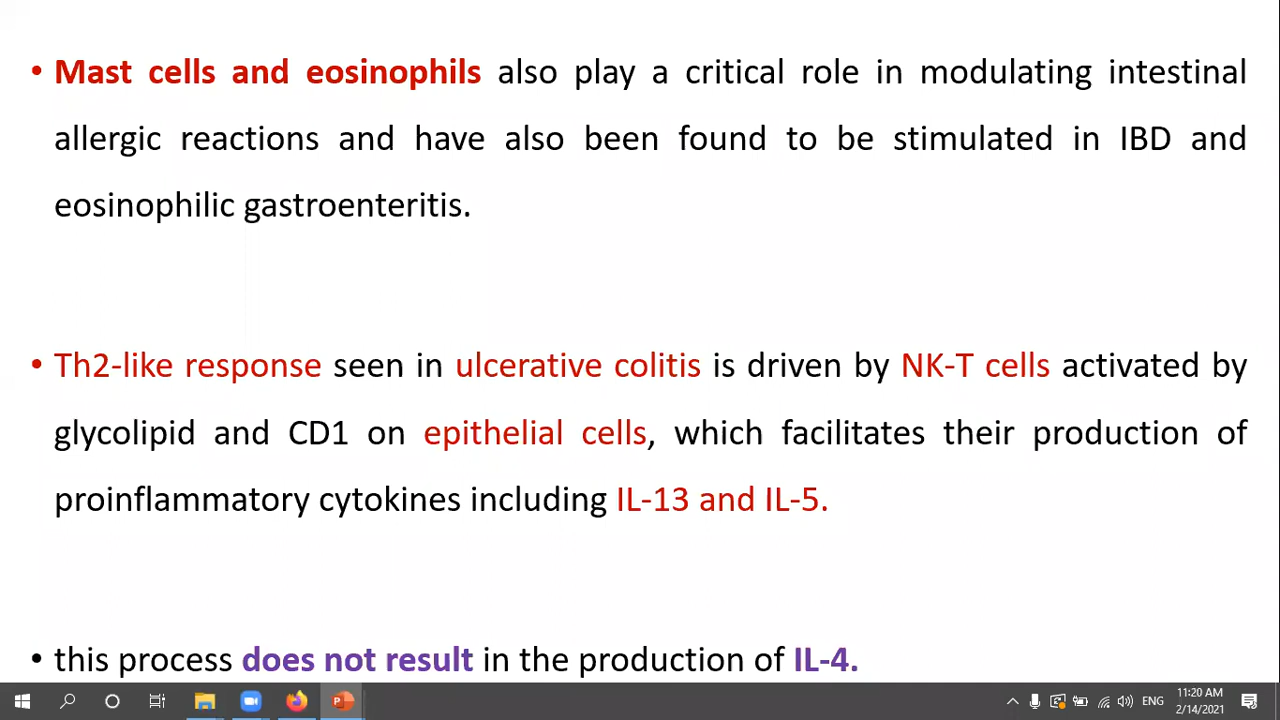 • Mast cells and eosinophils also play a critical role in modulating intestinal
allergic reactions and have also been found to be stimulated in IBD and
eosinophilic gastroenteritis.
• Th2-like response seen in ulcerative colitis is driven by NK-T cells activated by
glycolipid and CD1 on epithelial cells, which facilitates their production of
proinflammatory cytokines including IL-13 and IL-5.
• this process does not result in the production of IL-4.
ENG
11:20 AM
2/14/2021